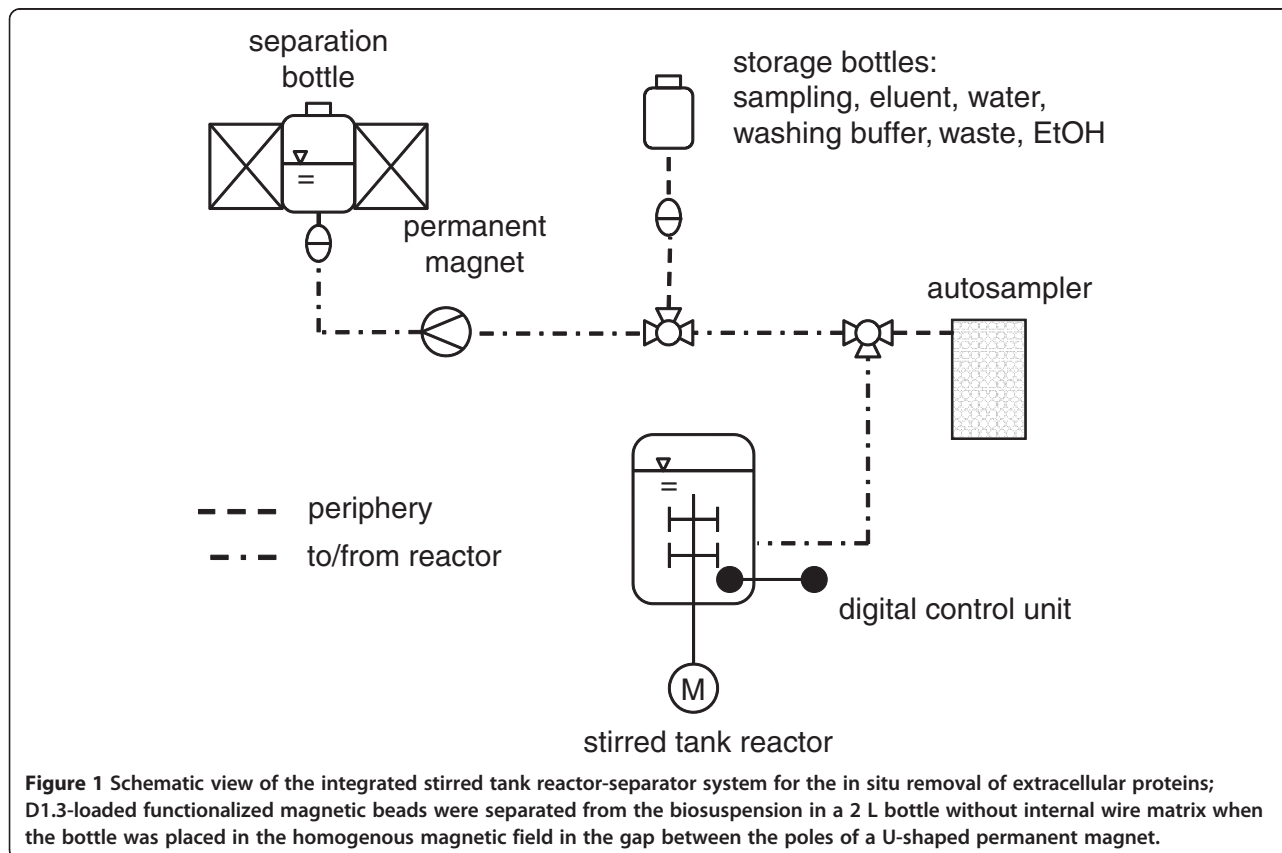 separation
bottle
storage bottles:
sampling, eluent, water,
washing buffer, waste, EtOH
permanent
magnet
autosampler
periphery
to/from reactor
digital control unit
M
stirred tank reactor
Figure 1 Schematic view of the integrated stirred tank reactor-separator system for the in situ removal of extracellular proteins;
D1.3-loaded functionalized magnetic beads were separated from the biosuspension in a 2 L bottle without internal wire matrix when
the bottle was placed in the homogenous magnetic field in the gap between the poles of a U-shaped permanent magnet.